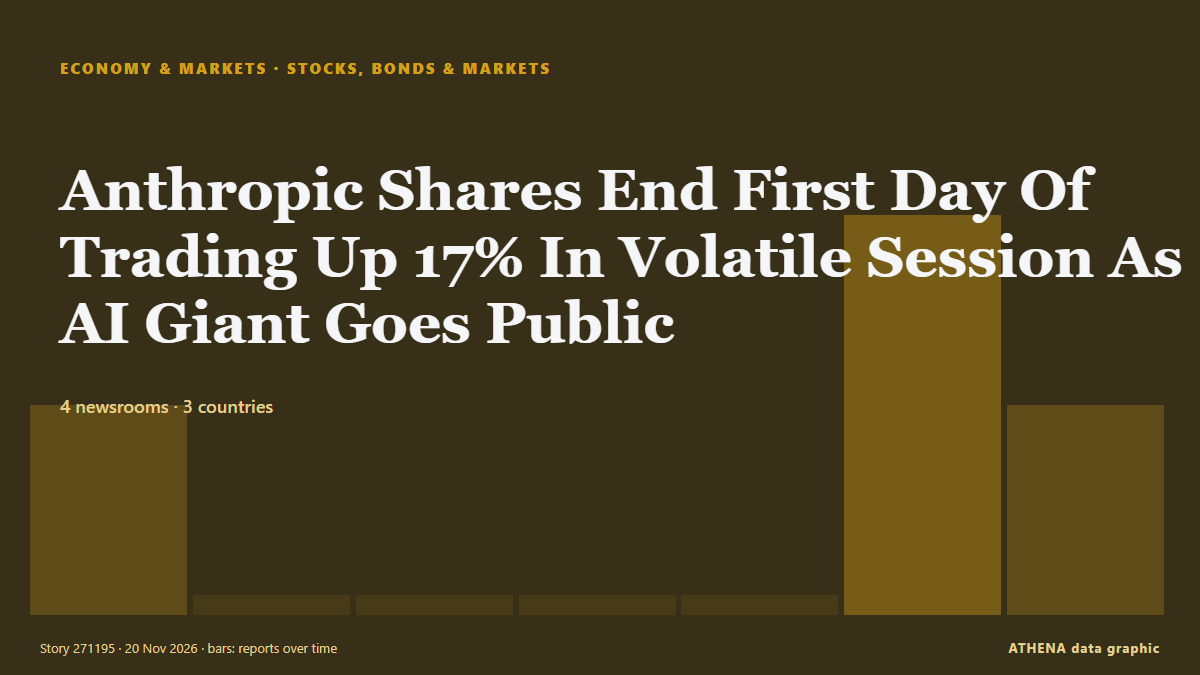 ECONOMY & MARKETS · STOCKS, BONDS & MARKETS
Anthropic Shares End First Day Of
Trading Up 17% In Volatile Session As
AI Giant Goes Public
4 newsrooms · 3 countries
Story 271195 · 20 Nov 2026 · bars: reports over time
ATHENA data graphic